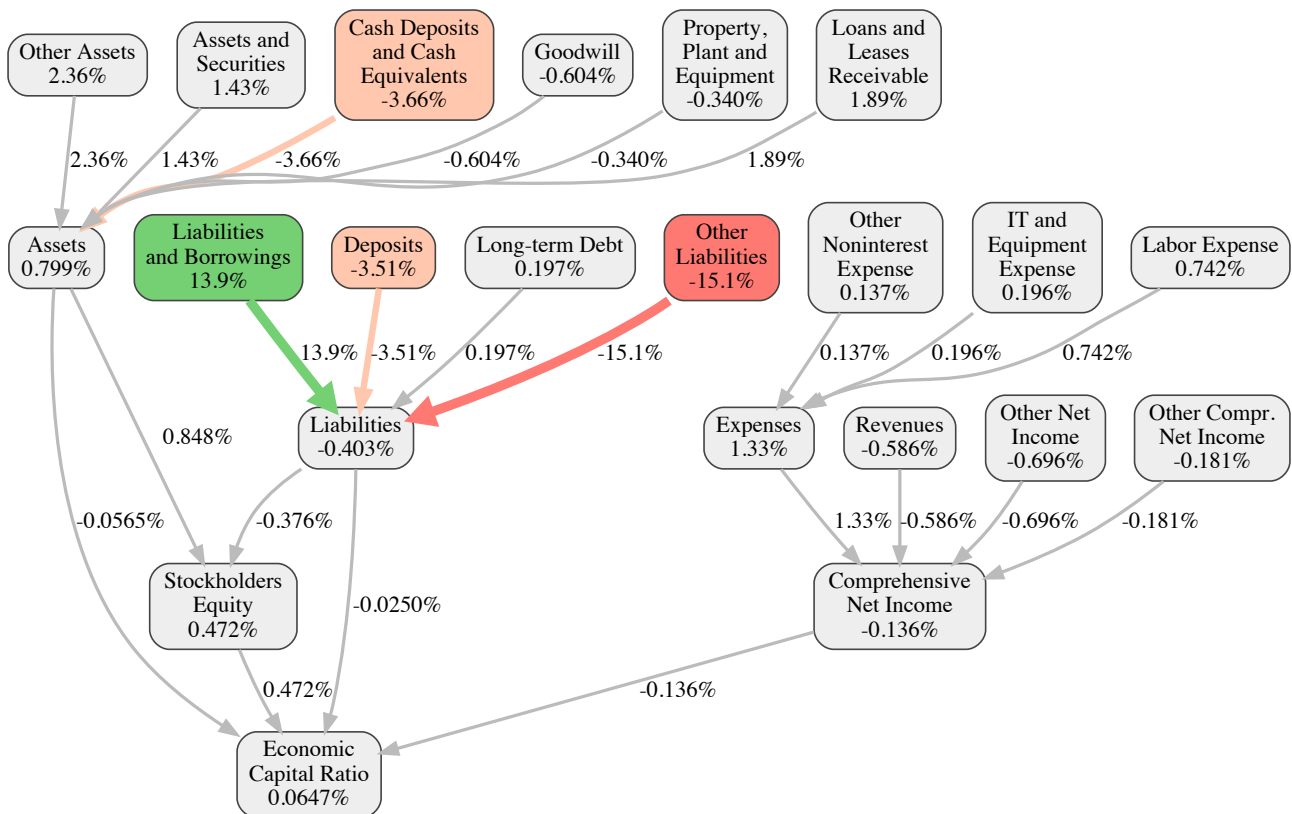 Other Assets
2.36%
Assets and
Securities
1.43%
Cash Deposits
and Cash
Equivalents
-3.66%
Goodwill
-0.604%
Property,
Plant and
Equipment
-0.340%
Loans and
Leases
Receivable
1.89%
2.36%
1.43%
-3.66%
-0.604%
-0.340%
1.89%
Assets
0.799%
Liabilities
and Borrowings
13.9%
Deposits
-3.51%
Long-term Debt
0.197%
Other
Liabilities
-15.1%
Other
Noninterest
Expense
0.137%
IT and
Equipment
Expense
0.196%
Labor Expense
0.742%
13.9%
-3.51%
0.197%
-15.1%
0.137%
0.196%
0.742%
Liabilities
-0.403%
Expenses
1.33%
Revenues
-0.586%
Other Net
Income
-0.696%
Other Compr.
Net Income
-0.181%
0.848%
-0.0565%
-0.376%
1.33%
-0.586%
-0.696%
-0.181%
Stockholders
Equity
0.472%
-0.0250%
Comprehensive
Net Income
-0.136%
0.472%
-0.136%
Economic
Capital Ratio
0.0647%